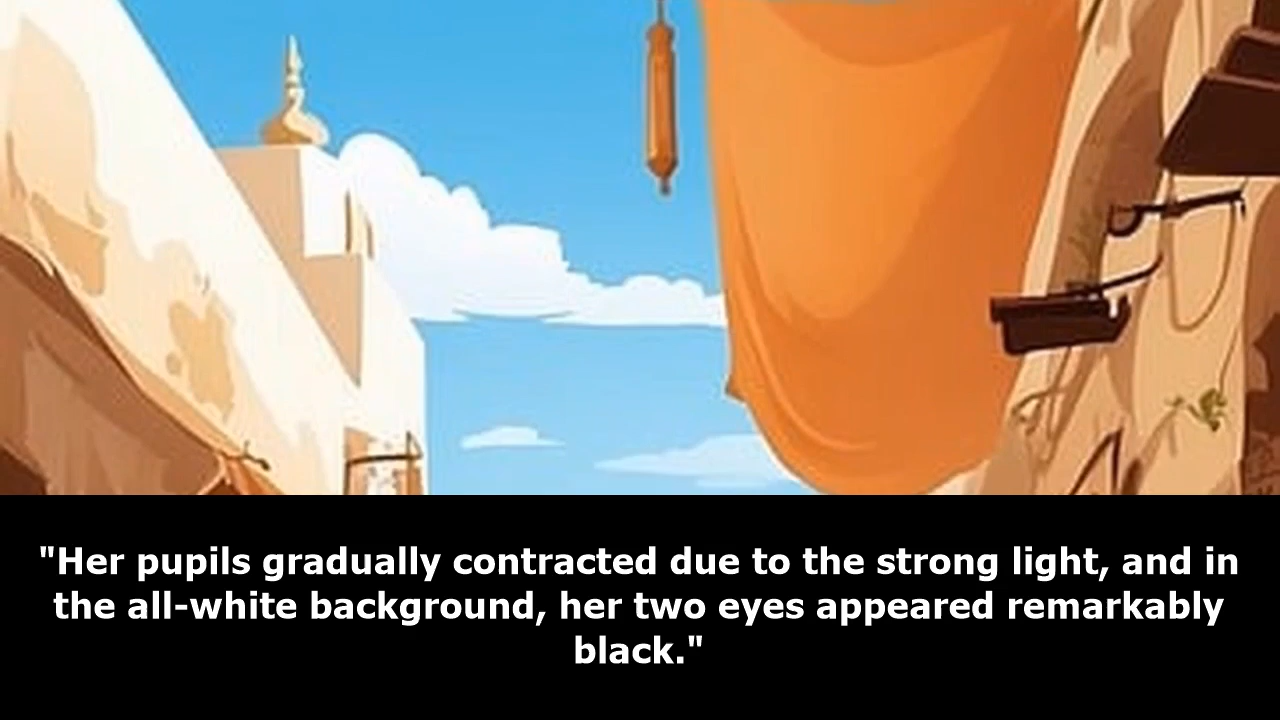 "Her pupils gradually contracted due to the strong light, and in
the all-white background, her two eyes appeared remarkably
black."